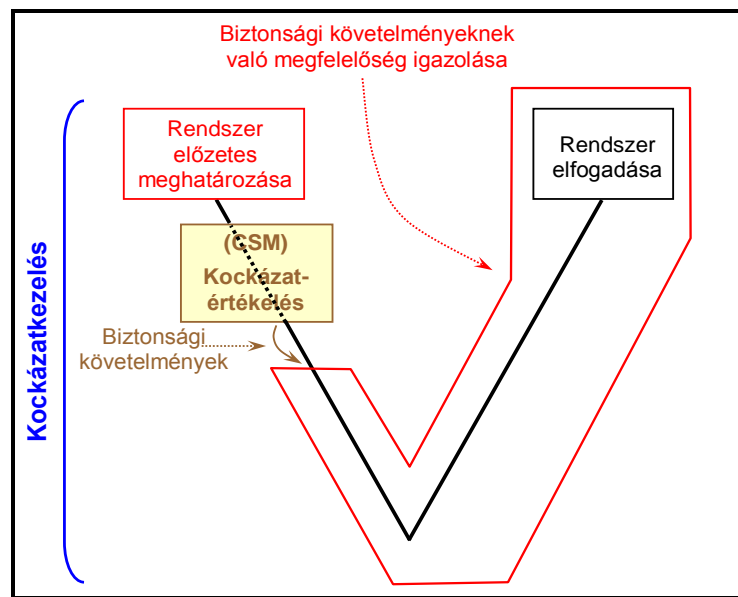 Biztonsági követelményeknek
való megfelelőség igazolása
Rendszer
előzetes
meghatározása
Rendszer
elfogadása
(CSM)
Kockázat-
értékelés
Biztonsági
követelmények
Kockázatkezelés